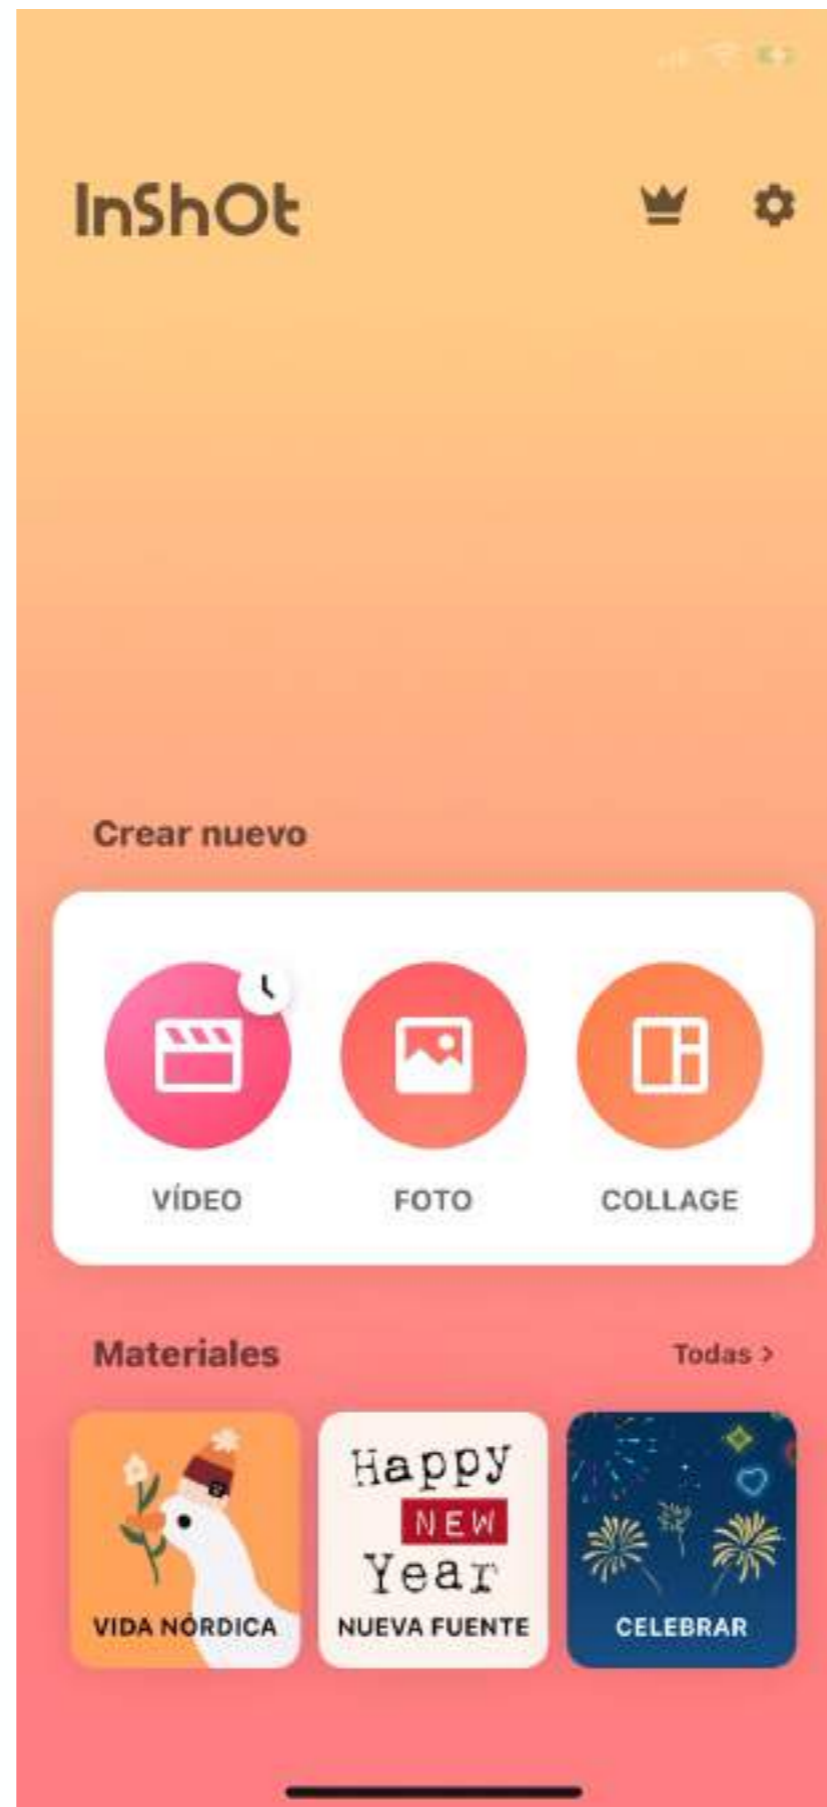 InShOt
Crear nuevo
VÍDEO FOTO COLLAGE
Materiales Todas >
Happy
NEW
Year
VIDA NÓRDICA NUEVA FUENTE CELEBRAR